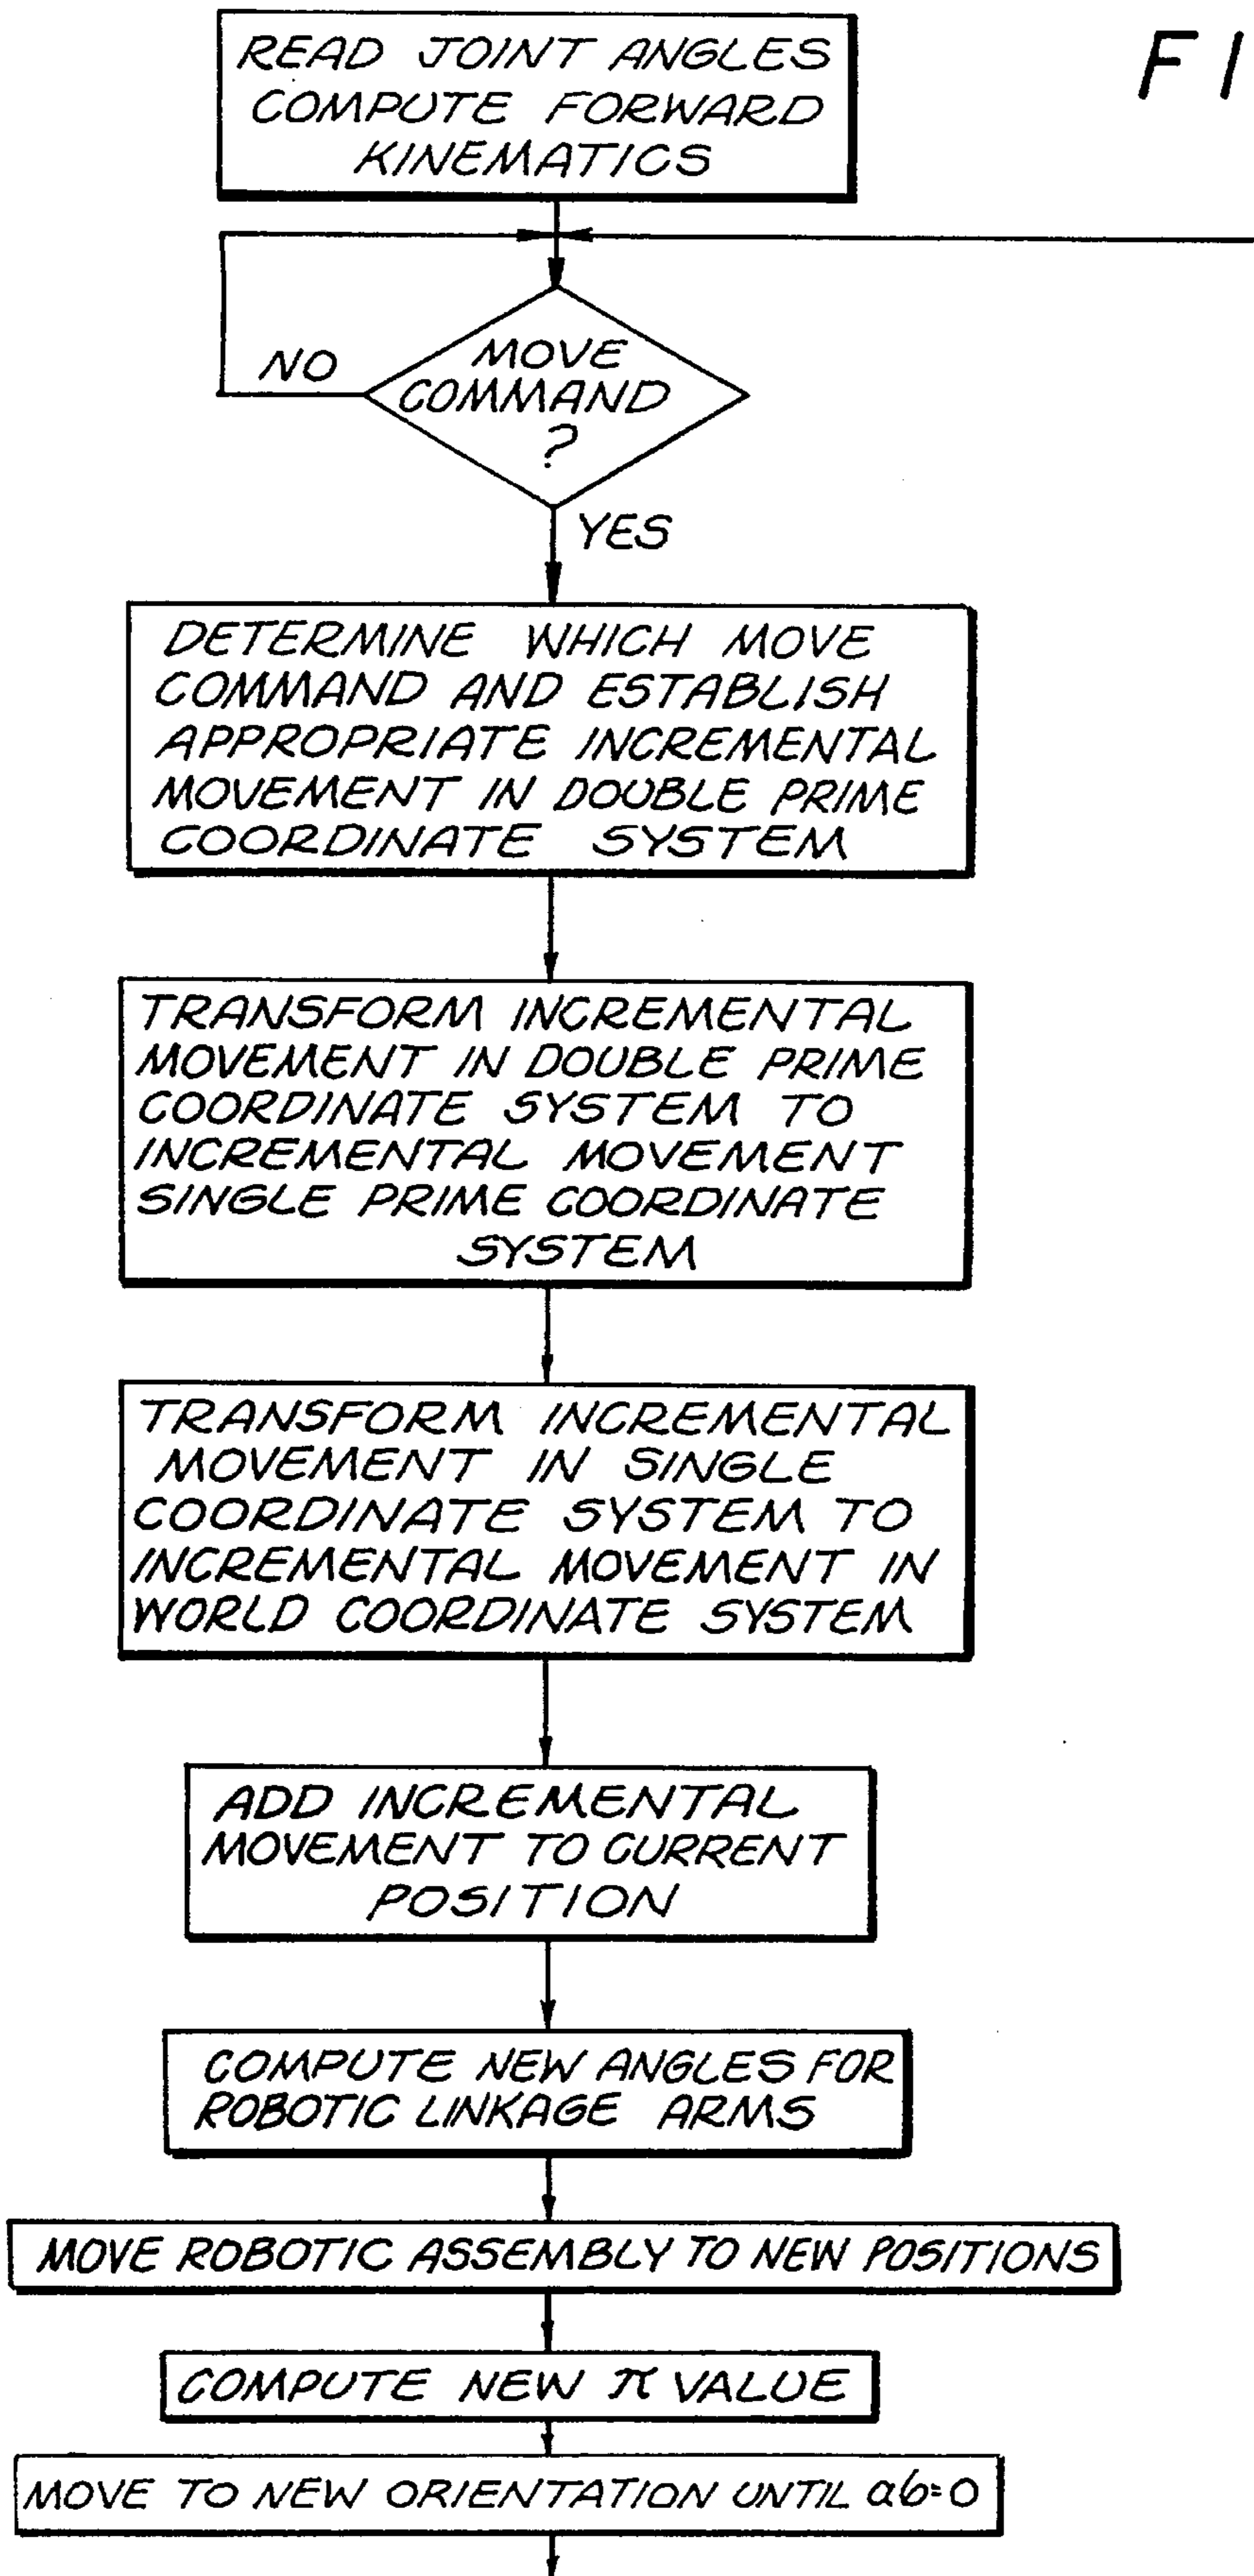 FI
READ JOINT ANGLES
COMPUTE FORWARD
KINEMATICS
MOVE
COMMAND
?
NO
YES
DETERMINE WHICH MOVE
COMMAND AND ESTABLISH
APPROPRIATE INCREMENTAL
MOVEMENT IN DOUBLE PRIME
COORDINATE SYSTEM
TRANSFORM INCREMENTAL
MOVEMENT IN DOUBLE PRIME
COORDINATE SYSTEM TO
INCREMENTAL MOVEMENT
SINGLE PRIME COORDINATE
SYSTEM
TRANSFORM INCREMENTAL
MOVEMENT IN SINGLE
COORDINATE SYSTEM TO
INCREMENTAL MOVEMENT IN
WORLD COORDINATE SYSTEM
ADD INCREMENTAL
MOVEMENT TO CURRENT
POSITION
COMPUTE NEW ANGLES FOR
ROBOTIC LINKAGE ARMS
MOVE ROBOTIC ASSEMBLY TO NEW POSITIONS
COMPUTE NEW π VALUE
MOVE TO NEW ORIENTATION UNTIL α6=0